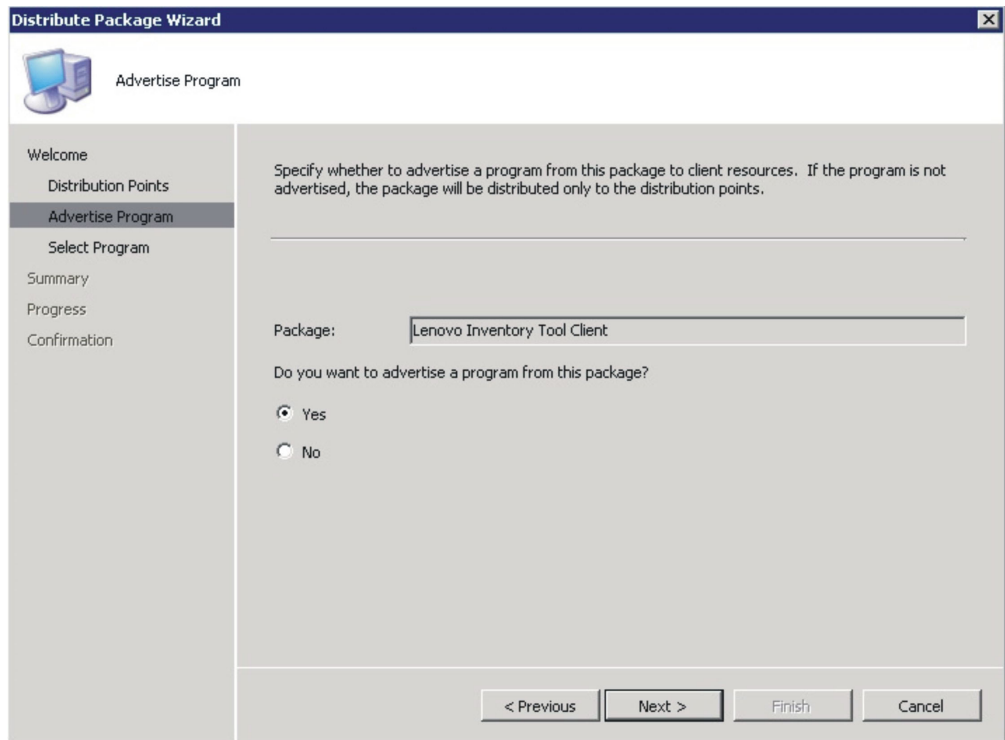 Distribute Package Wizard
Advertise Program
Welcome
Distribution Points
Advertise Program
Select Program
Summary
Progress
Confirmation
Specify whether to advertise a program from this package to client resources.  If the program is not
advertised, the package will be distributed only to the distribution points.
Package: Lenovo Inventory Tool Client
Do you want to advertise a program from this package?
Yes
No
< Previous Next > Finish Cancel